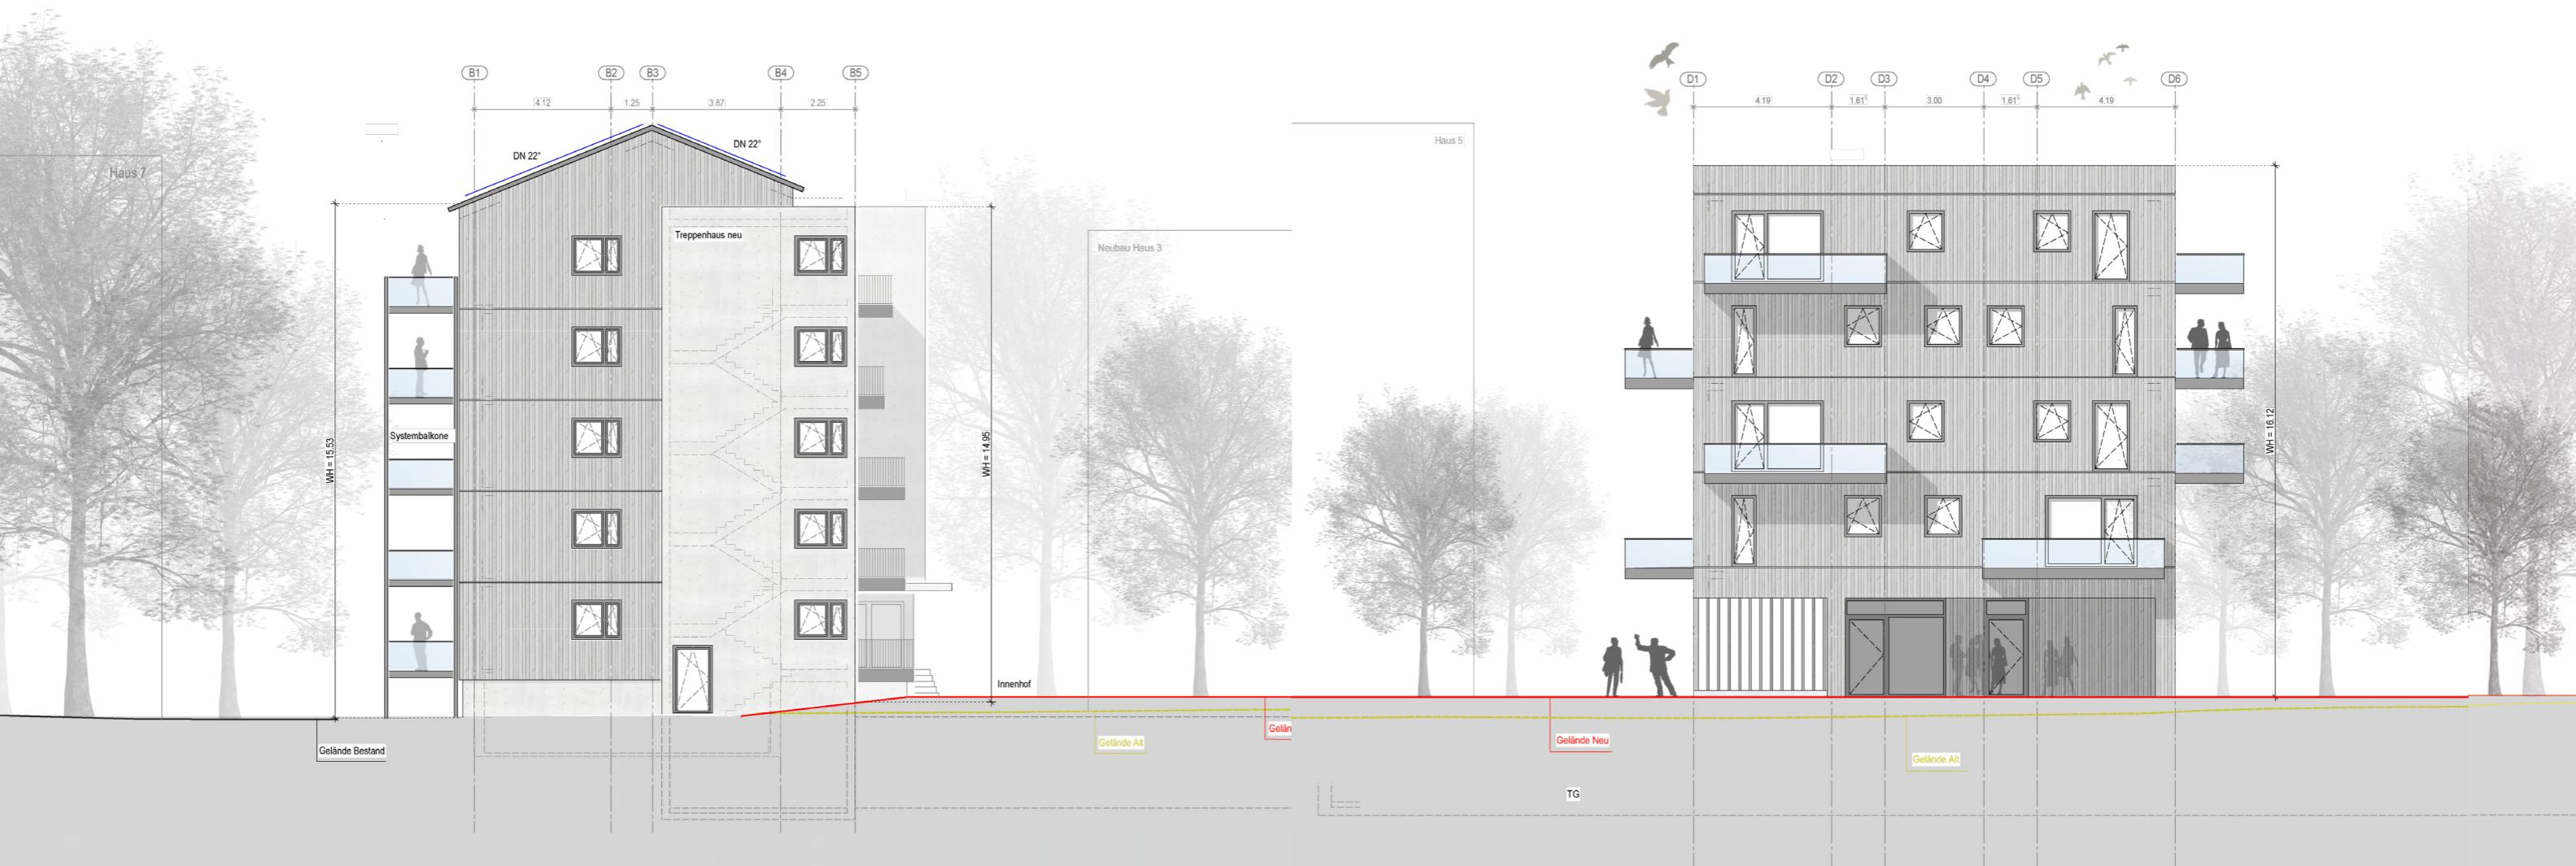 B1
B2
B3
B4
B5
4.12
1.25
3.87
2.25
DN 22°
DN 22°
Haus 7
Treppenhaus neu
Neubau Haus 3
Systembalkone
WH = 15.53
WH = 14.95
Innenhof
Gelände Bestand
Gelände Alt
Gelän
D1
D2
D3
D4
D5
D6
4.19
1.61⁵
3.00
1.61⁵
4.19
Haus 5
WH = 16.12
Gelände Neu
Gelände Alt
TG